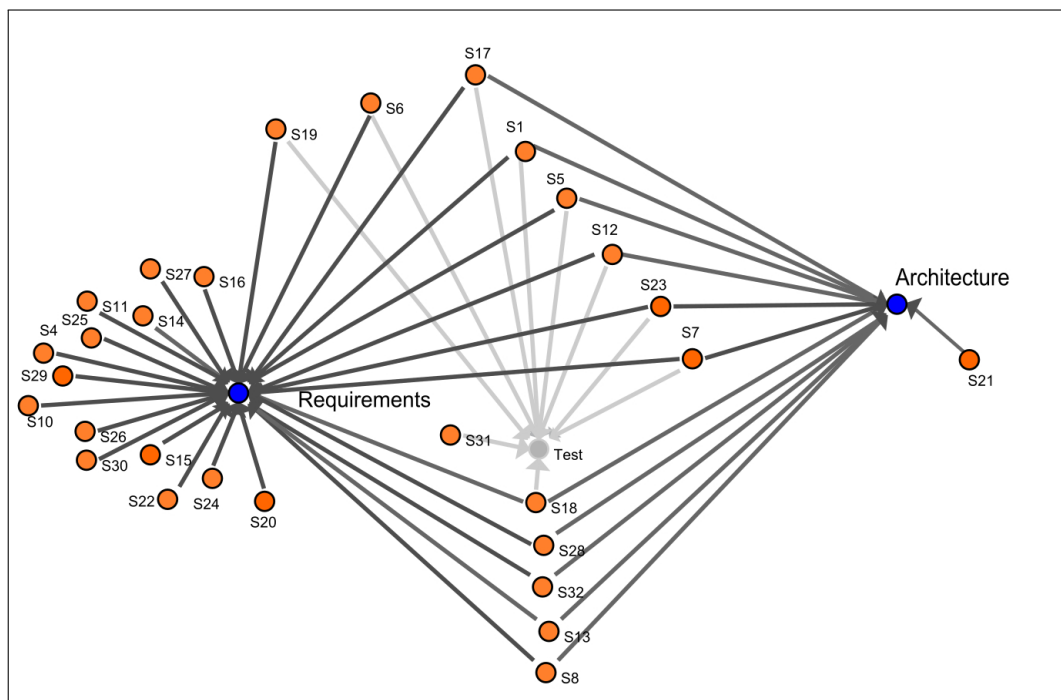 S17
S6
S1
S19
S5
S12
S27
S16
Architecture
S11
S23
S25
S14
S4
S7
S29
S21
Requirements
S10
S26
S31
Test
S30
S15
S22
S24
S18
S20
S28
S32
S13
S8